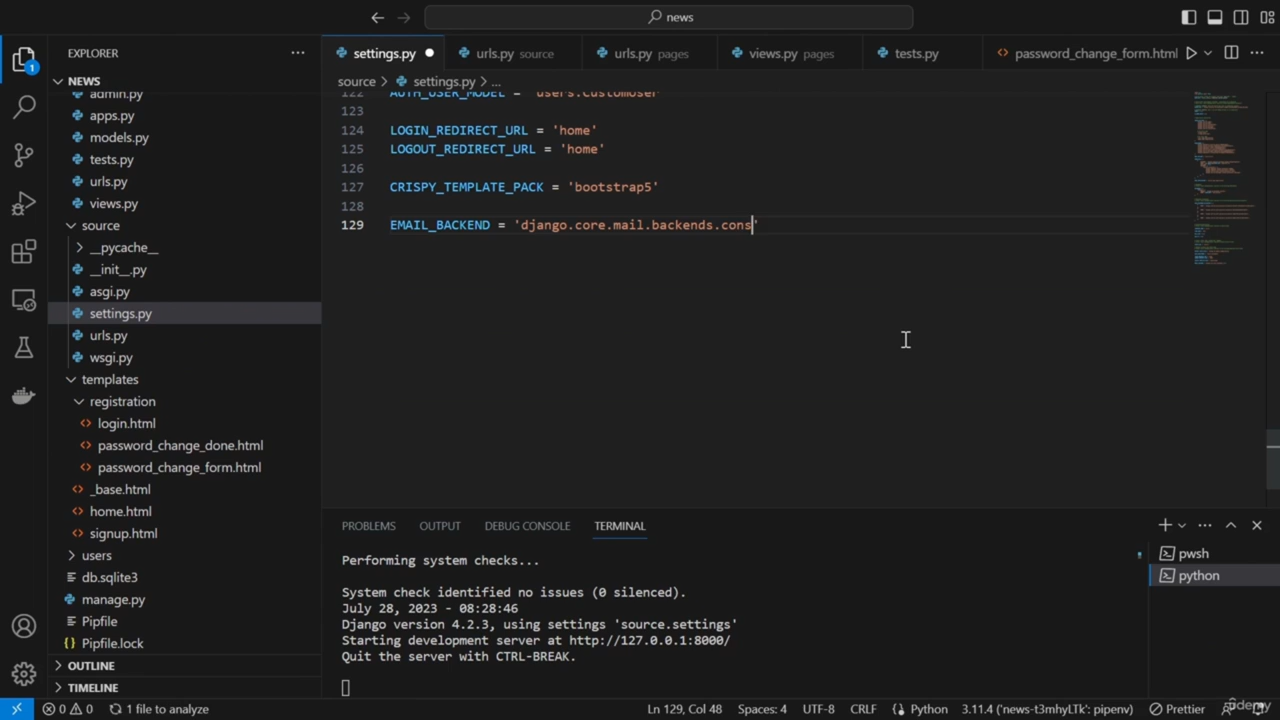 news
EXPLORER
settings.py
urls.py source
urls.py pages
views.py pages
tests.py
password_change_form.html
NEWS
source > settings.py > ...
admin.py
apps.py
models.py
tests.py
urls.py
views.py
source
__pycache__
__init__.py
asgi.py
settings.py
urls.py
wsgi.py
templates
registration
login.html
password_change_done.html
password_change_form.html
_base.html
home.html
signup.html
users
db.sqlite3
manage.py
Pipfile
Pipfile.lock
OUTLINE
TIMELINE
122 AUTH_USER_MODEL = 'users.CustomUser'
123
124 LOGIN_REDIRECT_URL = 'home'
125 LOGOUT_REDIRECT_URL = 'home'
126
127 CRISPY_TEMPLATE_PACK = 'bootstrap5'
128
129 EMAIL_BACKEND = 'django.core.mail.backends.cons'
PROBLEMS OUTPUT DEBUG CONSOLE TERMINAL
Performing system checks...
System check identified no issues (0 silenced).
July 28, 2023 - 08:28:46
Django version 4.2.3, using settings 'source.settings'
Starting development server at http://127.0.0.1:8000/
Quit the server with CTRL-BREAK.
pwsh
python
1
0 0 1 file to analyze Ln 129, Col 48 Spaces: 4 UTF-8 CRLF Python 3.11.4 ('news-t3mhyLTk': pipenv) Prettier
Udemy